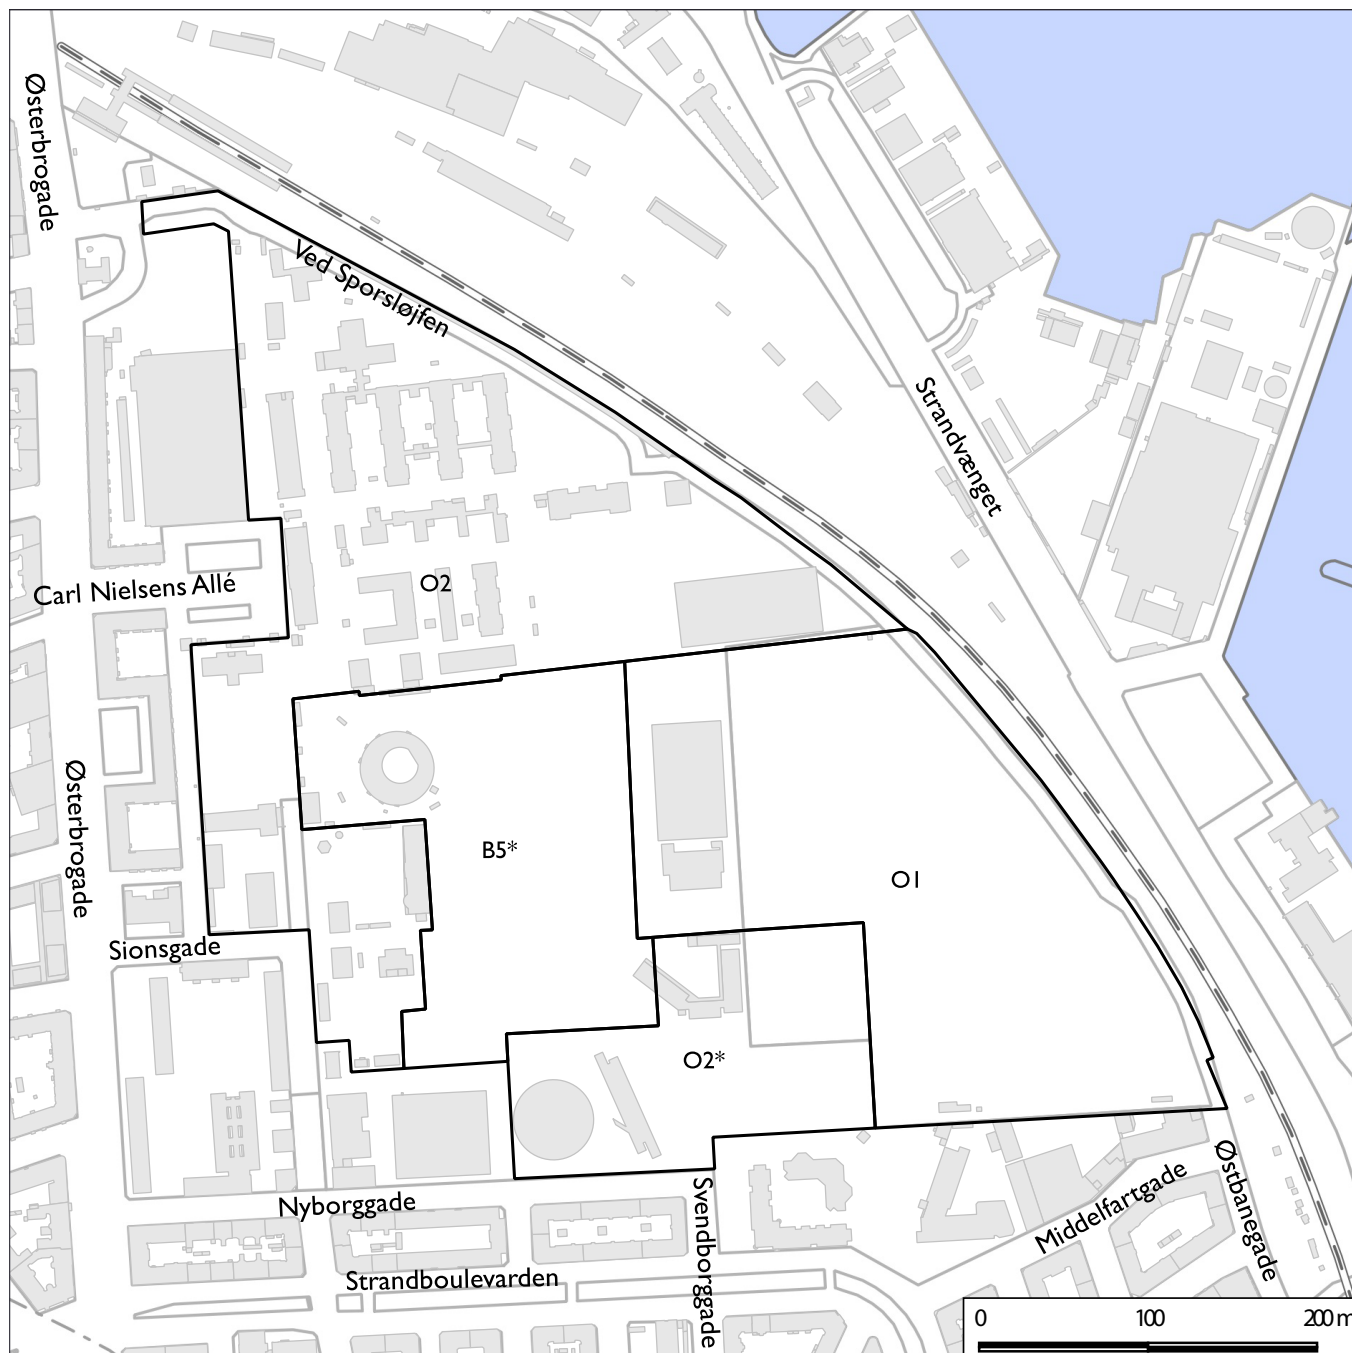 Østerbrogade
Ved Sporsløjfen
Strandvænget
Carl Nielsens Allé
O2
Østerbrogade
B5*
O1
Sionsgade
O2*
Nyborggade
Svendborggade
Middelfartgade
Østbanegade
Strandboulevarden
0 100 200 m